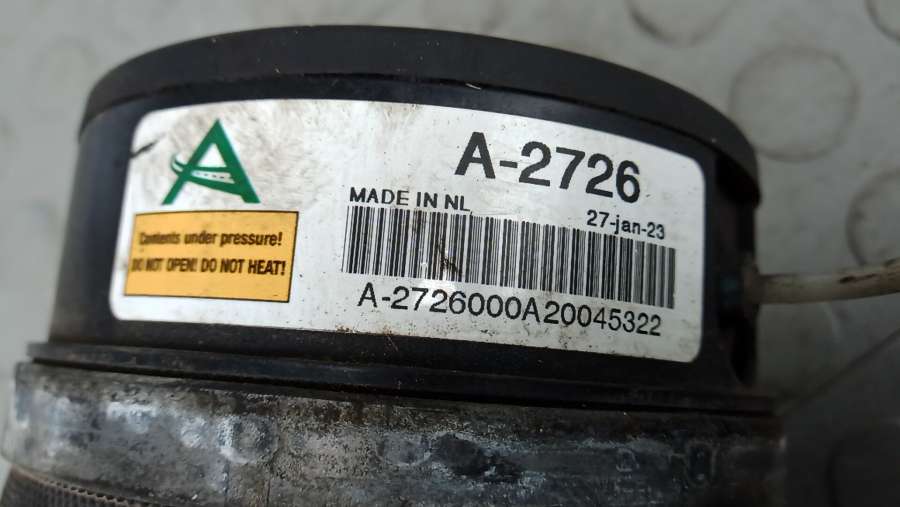 A
A-2726
MADE IN NL
27-jan-23
Contents under pressure!
DO NOT OPEN! DO NOT HEAT!
A-2726000A20045322